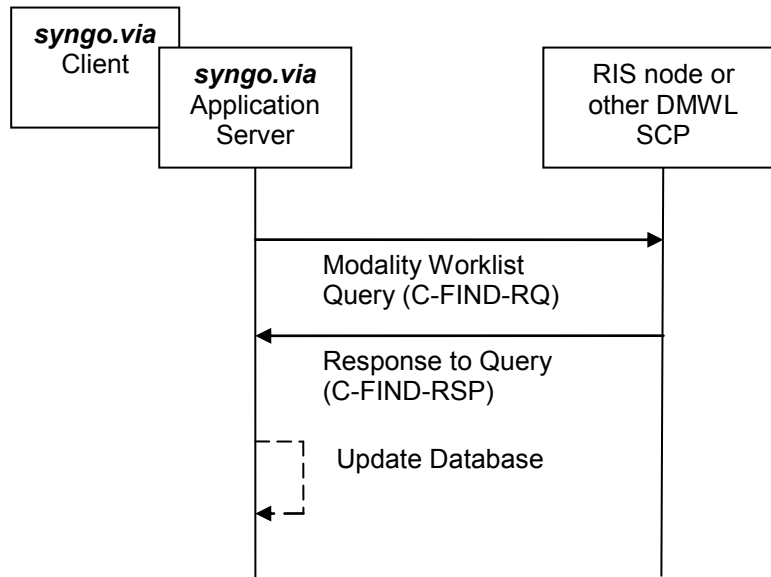 syngo.via
Client
syngo.via
Application
Server
RIS node or
other DMWL
SCP
Modality Worklist
Query (C-FIND-RQ)
Response to Query
(C-FIND-RSP)
Update Database